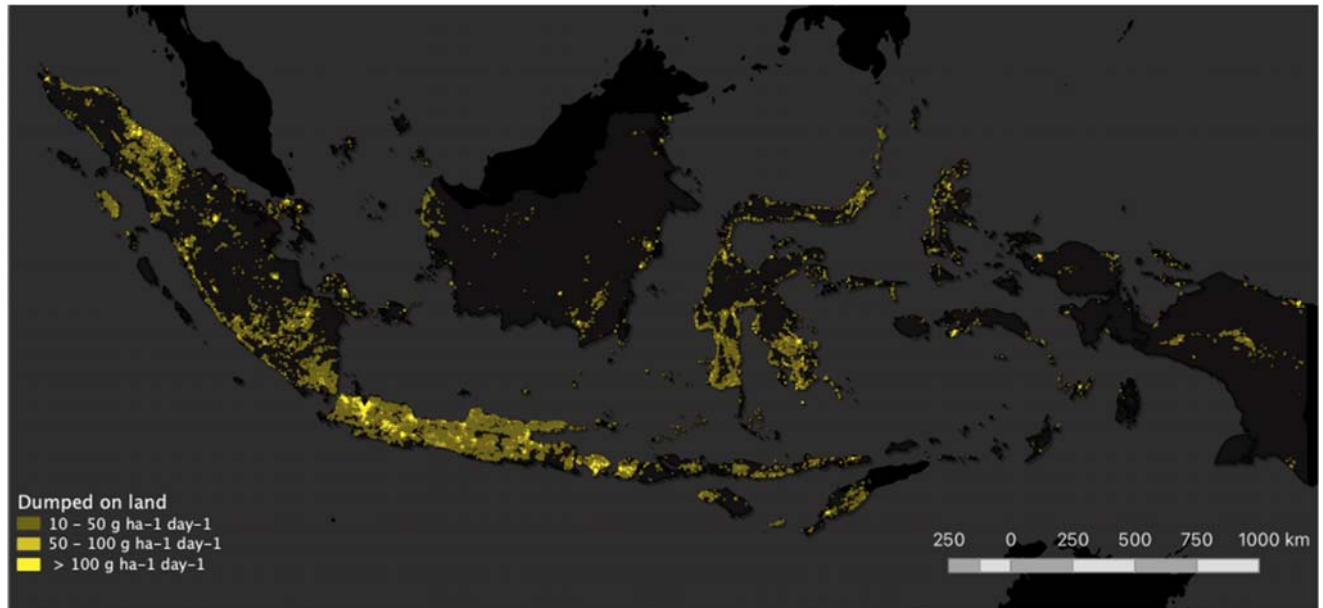 Dumped on land
10 – 50 g ha–1 day–1
50 – 100 g ha–1 day–1
> 100 g ha–1 day–1
250 0 250 500 750 1000 km